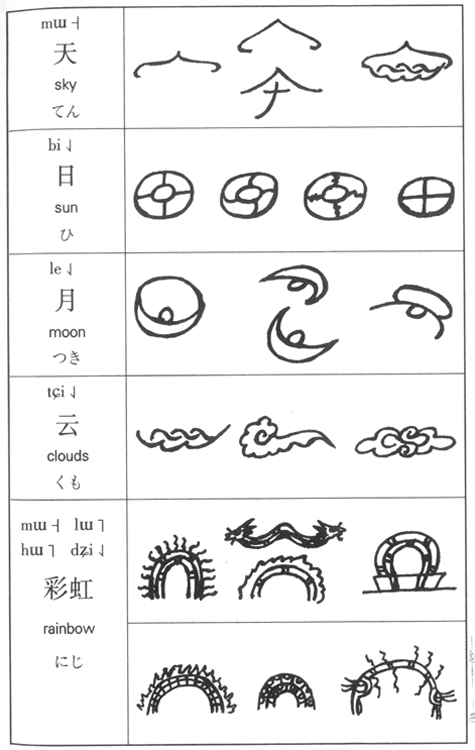 mɯ ˧
天
sky
てん
bi ˩
日
sun
ひ
le ˩
月
moon
つき
tɕi ˩
云
clouds
くも
mɯ ˧ lɯ ˥
hɯ ˥ dʑi ˩
彩虹
rainbow
にじ